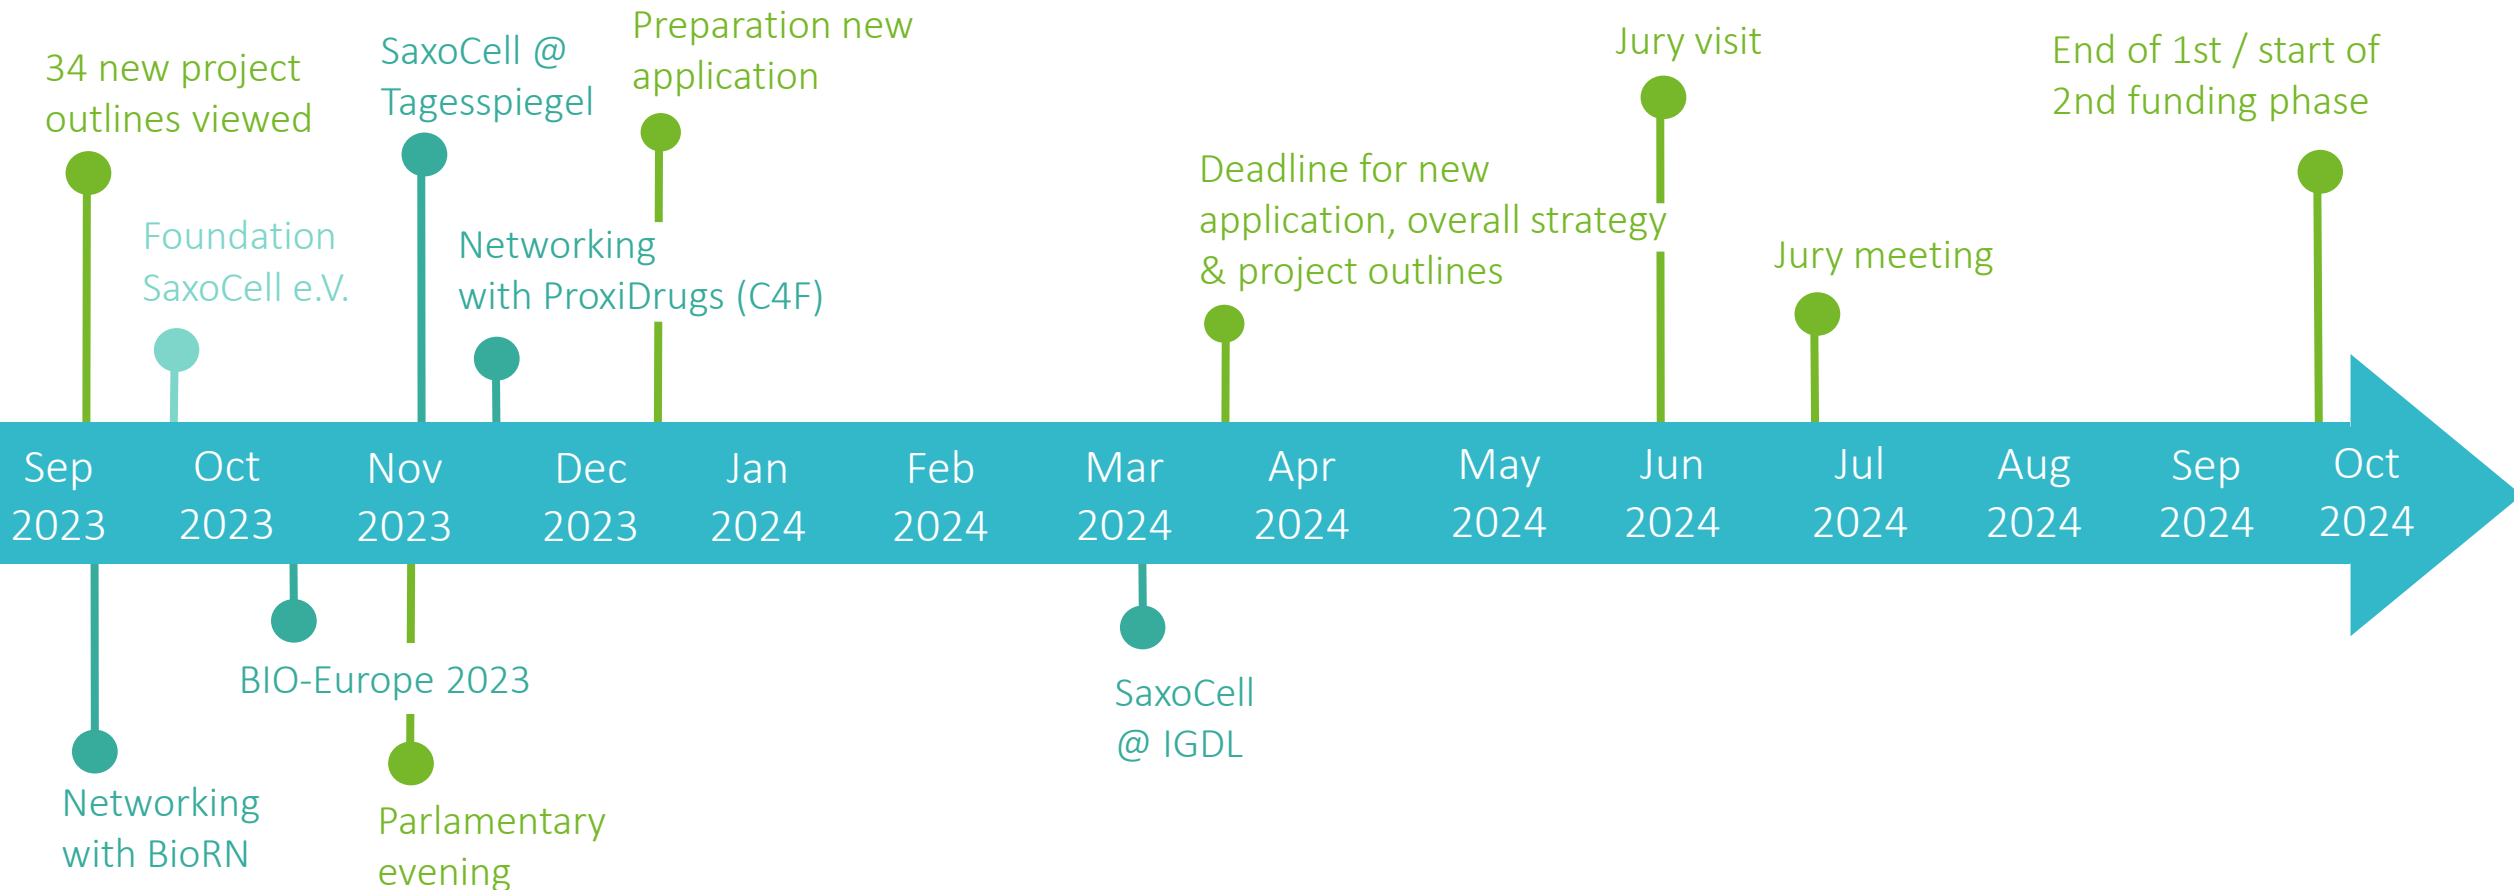 34 new project
outlines viewed
Foundation
SaxoCell e.V.
SaxoCell @
Tagesspiegel
Networking
with ProxiDrugs (C4F)
Preparation new
application
Deadline for new
application, overall strategy
& project outlines
Jury visit
Jury meeting
End of 1st / start of
2nd funding phase
Sep
2023
Oct
2023
Nov
2023
Dec
2023
Jan
2024
Feb
2024
Mar
2024
Apr
2024
May
2024
Jun
2024
Jul
2024
Aug
2024
Sep
2024
Oct
2024
Networking
with BioRN
BIO-Europe 2023
Parlamentary
evening
SaxoCell
@ IGDL